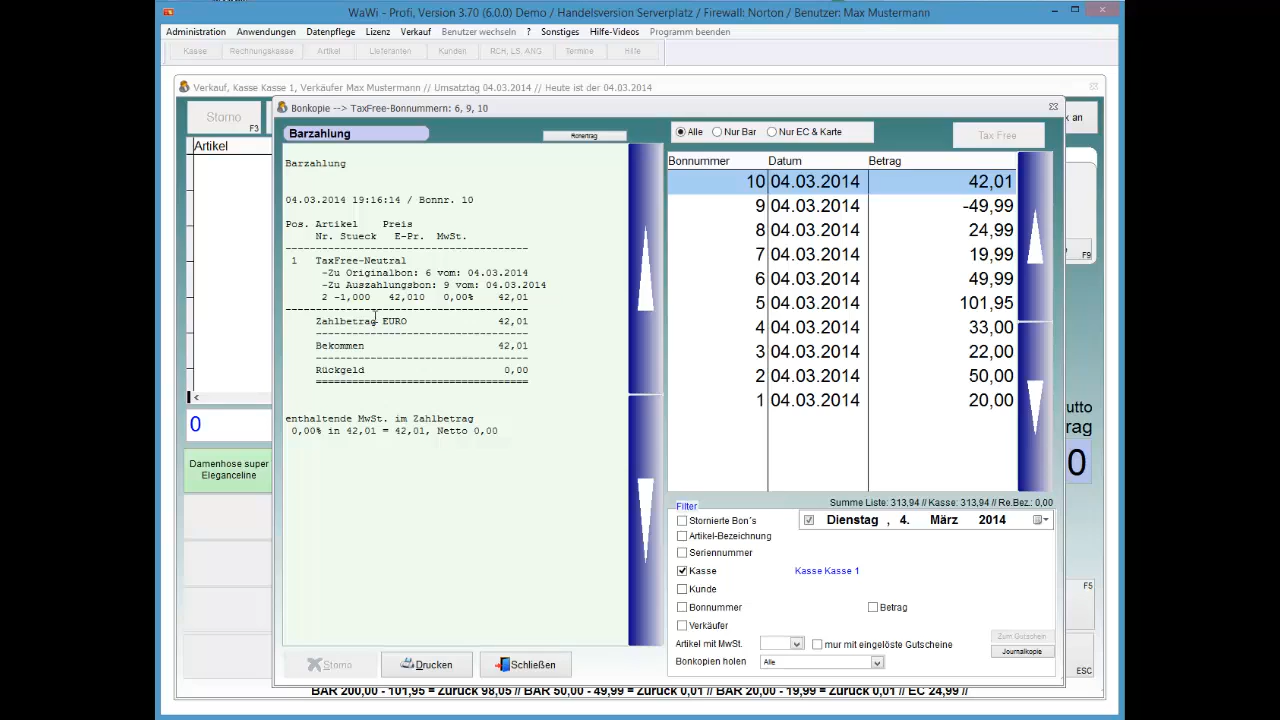 WaWi - Profi, Version 3.70 (6.0.0) Demo / Handelsversion Serverplatz / Firewall: Norton / Benutzer: Max Mustermann
Administration Anwendungen Datenpflege Lizenz Verkauf Benutzer wechseln ? Sonstiges Hilfe-Videos Programm beenden
Kasse Rechnungskasse Artikel Lieferanten Kunden RCH, LS. ANG Termine Hilfe
Verkauf, Kasse Kasse 1, Verkäufer Max Mustermann // Umsatztag 04.03.2014 // Heute ist der 04.03.2014
Storno F3
Artikel
<
0
Damenhose super
Eleganceline
Bonkopie --> TaxFree-Bonnummern: 6, 9, 10
Barzahlung
Barzahlung
04.03.2014 19:16:14 / Bonnr. 10
Pos. Artikel Preis
Nr. Stueck E-Pr. MwSt.
1 TaxFree-Neutral
-Zu Originalbon: 6 vom: 04.03.2014
-Zu Auszahlungsbon: 9 vom: 04.03.2014
2 -1,000 42,010 0,00% 42,01
Zahlbetrag EURO 42,01
Bekommen 42,01
Rückgeld 0,00
enthaltende MwSt. im Zahlbetrag
0,00% in 42,01 = 42,01, Netto 0,00
Storno Drucken Schließen
Alle Nur Bar Nur EC & Karte
Tax Free
Bonnummer Datum Betrag
10 04.03.2014 42,01
9 04.03.2014 -49,99
8 04.03.2014 24,99
7 04.03.2014 19,99
6 04.03.2014 49,99
5 04.03.2014 101,95
4 04.03.2014 33,00
3 04.03.2014 22,00
2 04.03.2014 50,00
1 04.03.2014 20,00
Summe Liste: 313,94 // Kasse: 313,94 // Re.Bez.: 0,00
Filter
Stornierte Bon´s
Dienstag , 4. März 2014
Artikel-Bezeichnung
Seriennummer
Kasse Kasse Kasse 1
Kunde
Bonnummer Betrag
Verkäufer
Artikel mit MwSt. nur mit eingelöste Gutscheine
Bonkopien holen Alle
Zum Gutschein
Journalkopie
k an
F9
utto
rag
0
F5
ESC
BAR 200,00 - 101,95 = Zurück 98,05 // BAR 50,00 - 49,99 = Zurück 0,01 // BAR 20,00 - 19,99 = Zurück 0,01 // EC 24,99 //